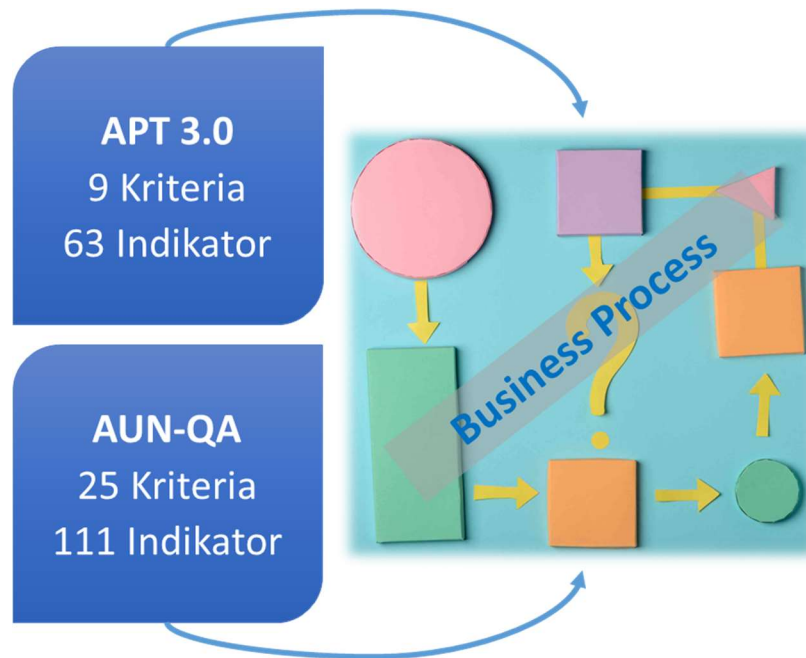 APT 3.0
9 Kriteria
63 Indikator
AUN-QA
25 Kriteria
111 Indikator
Business Process
?